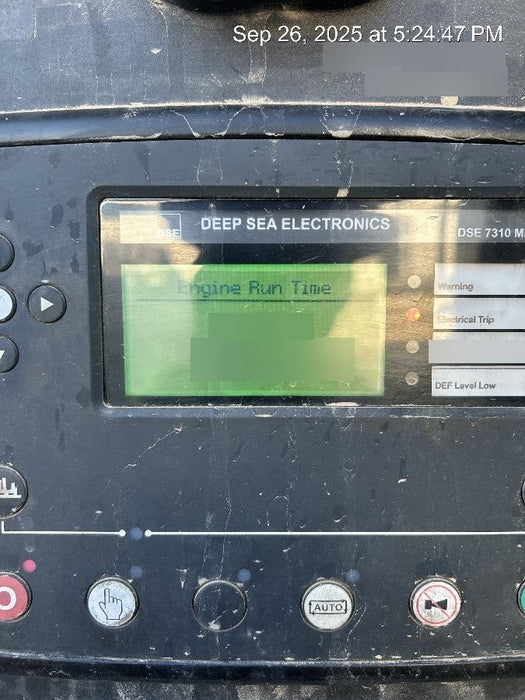 Sep 26, 2025 at 5:24:47 PM
DSE
DEEP SEA ELECTRONICS
DSE 7310 M
Engine Run Time
Warning
Electrical Trip
DEF Level Low
AUTO